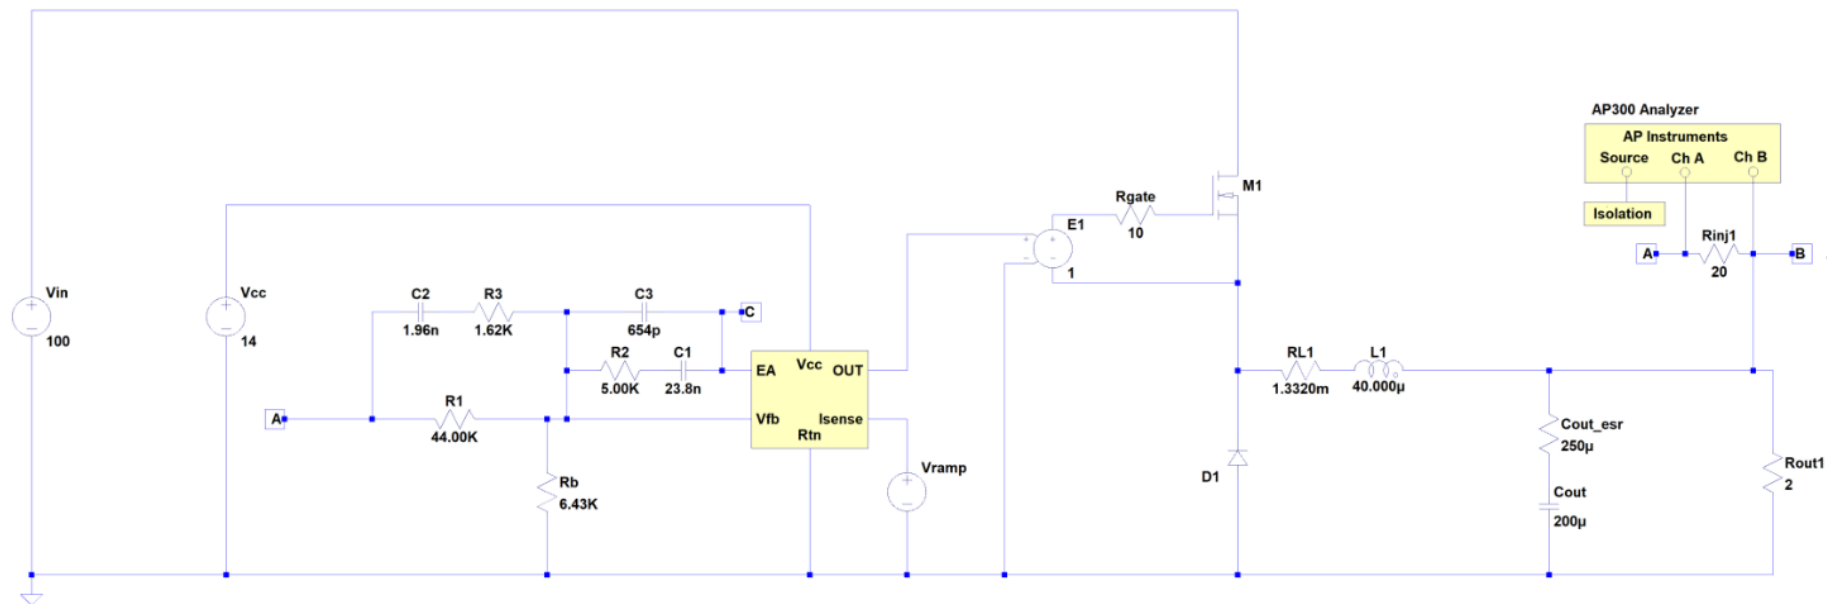 AP300 Analyzer
AP Instruments
Source Ch A Ch B
Isolation
Rinj1
A B
20
M1
Rgate
10
E1
+ +
- -
1
Vin
+
-
100
Vcc
+
-
14
C2 R3 C3
1.96n 1.62K 654p
C
R2 C1
5.00K 23.8n
Vcc
EA OUT
Vfb Isense
Rtn
A
R1
44.00K
Rb
6.43K
Vramp
+
-
RL1 L1
1.3320m 40.000µ
D1
Cout_esr
250µ
Cout
200µ
Rout1
2